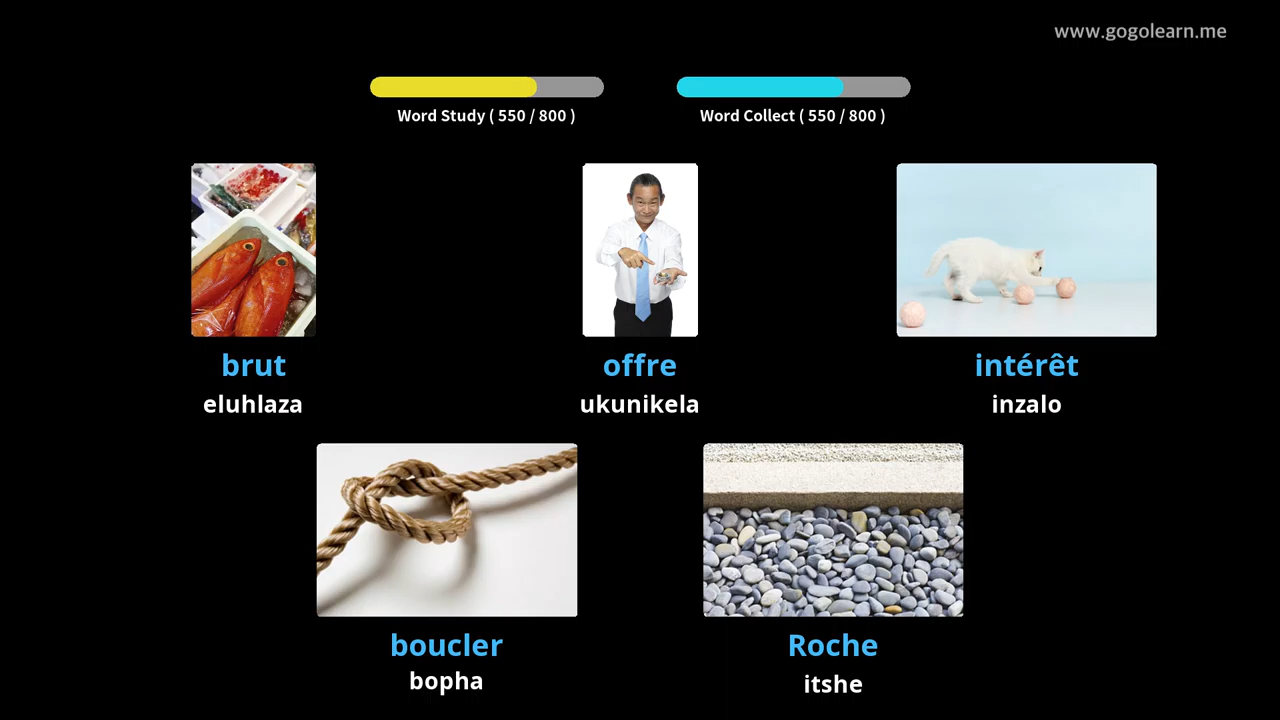 www.gogolearn.me
Word Study ( 550 / 800 )
Word Collect ( 550 / 800 )
brut
eluhlaza
offre
ukunikela
intérêt
inzalo
boucler
bopha
Roche
itshe